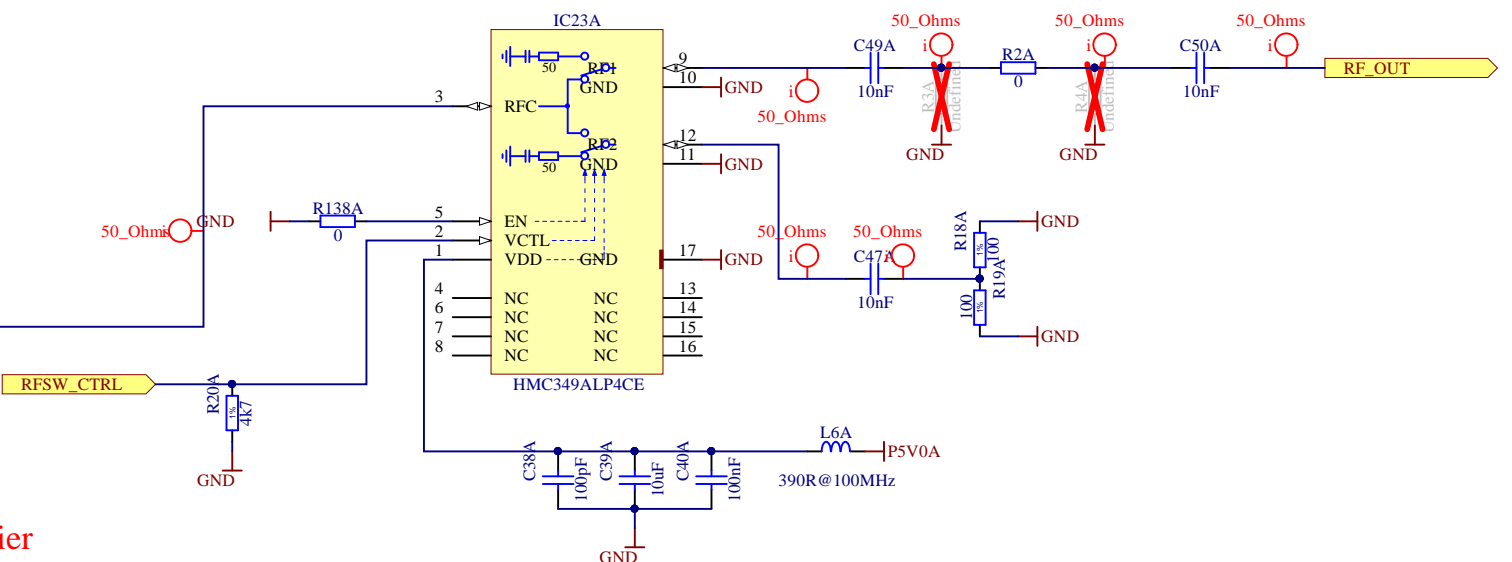 IC23A
50_Ohms
i
50_Ohms
i
50_Ohms
i
C49A
10nF
R2A
0
C50A
10nF
RF_OUT
R3A
Undefined
R4A
Undefined
GND
GND
50_Ohms
i
9
10
GND
12
11
GND
3
RFC
50
RF1
GND
RF2
50
GND
50_Ohms
i
GND
R138A
0
5
EN
2
VCTL
1
VDD
GND
17
GND
50_Ohms
i
50_Ohms
C47A
10nF
R18A
1%
100
GND
R19A
100
1%
GND
4
NC
NC
13
6
NC
NC
14
7
NC
NC
15
8
NC
NC
16
HMC349ALP4CE
RFSW_CTRL
R20A
1%
4k7
GND
C38A
100pF
C39A
10uF
C40A
100nF
L6A
390R@100MHz
P5V0A
GND
ier